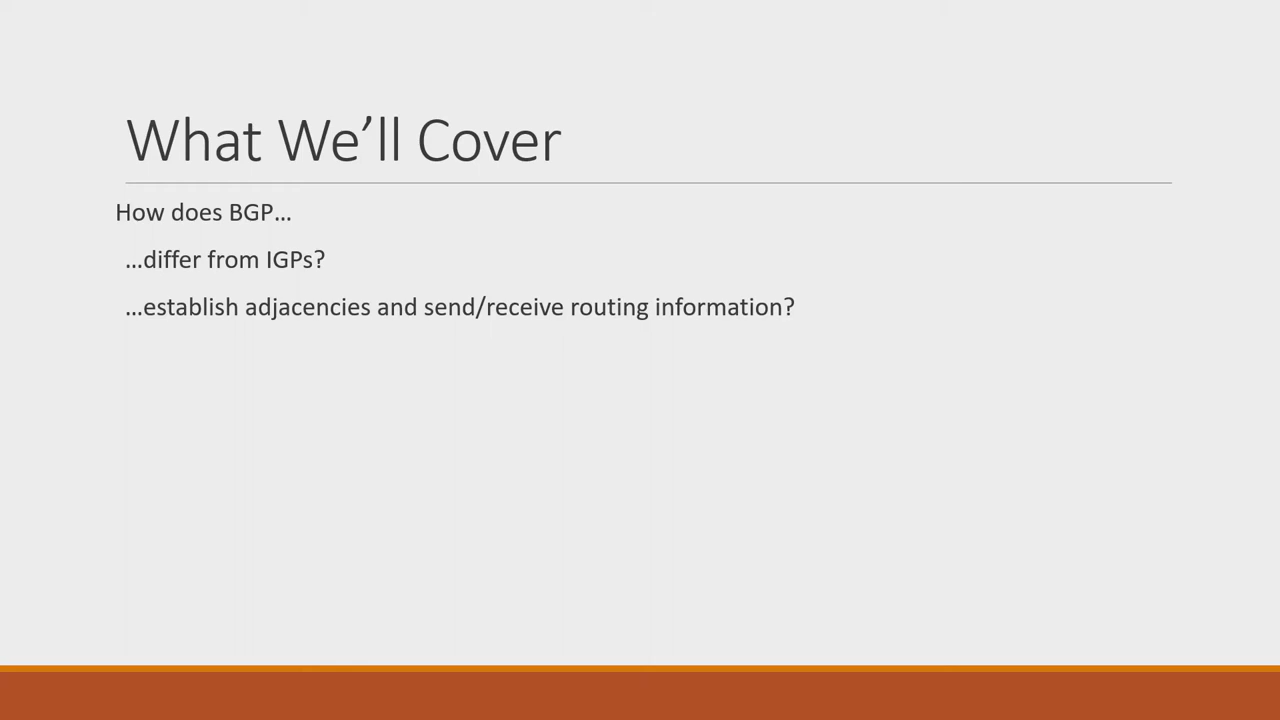 What We’ll Cover
How does BGP…
…differ from IGPs?
…establish adjacencies and send/receive routing information?